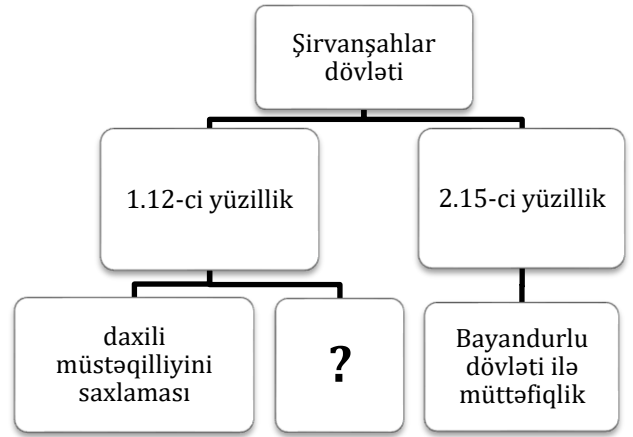 Şirvanşahlar
dövləti
1.12-ci yüzillik
2.15-ci yüzillik
daxili
müstəqilliyini
saxlaması
?
Bayandurlu
dövləti ilə
müttəfiqlik